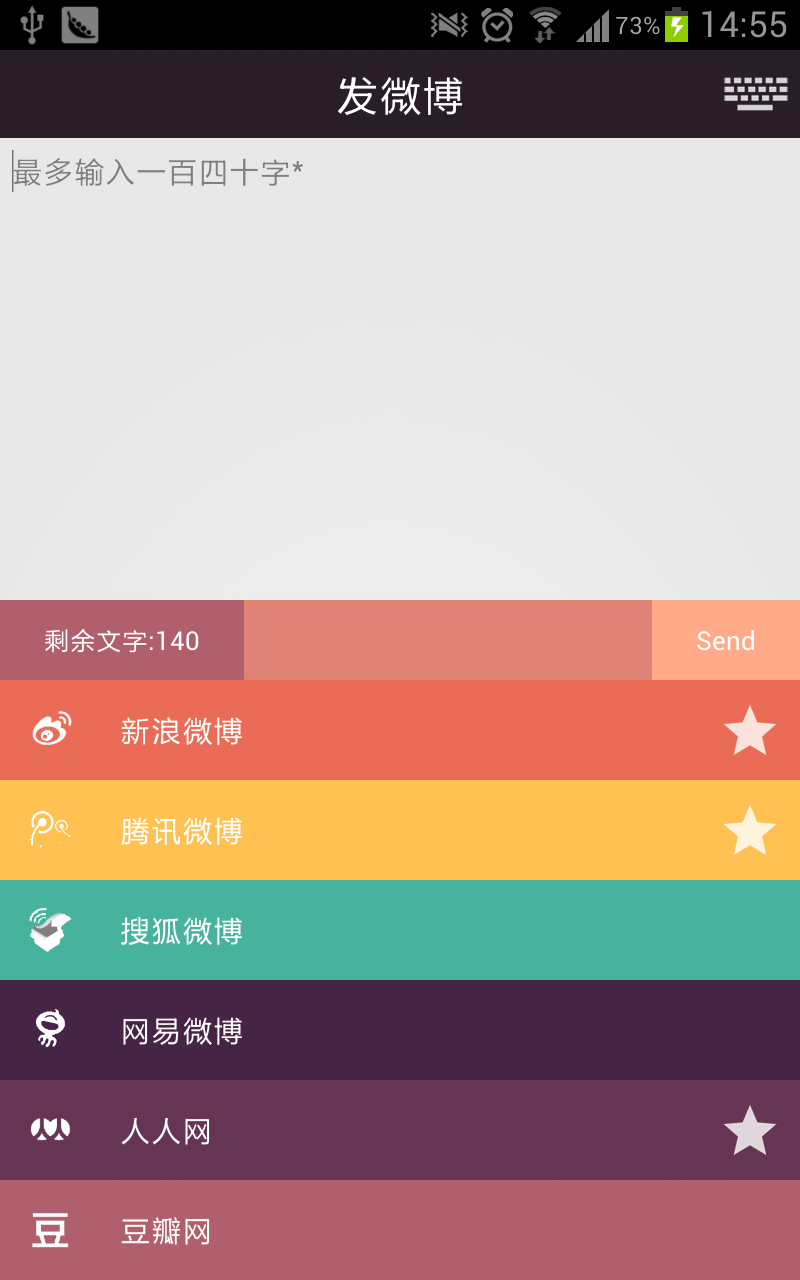 73% 14:55
发微博
最多输入一百四十字*
剩余文字:140 Send
新浪微博
腾讯微博
搜狐微博
网易微博
人人网
豆 豆瓣网